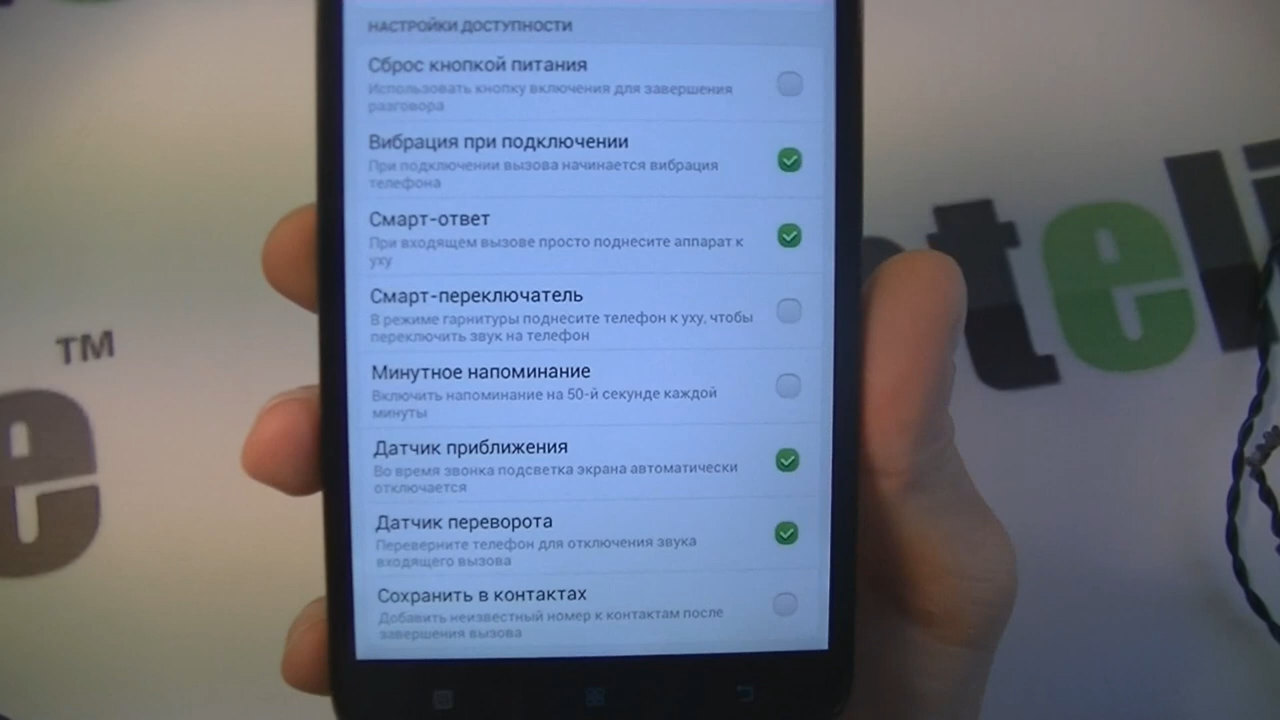 НАСТРОЙКИ ДОСТУПНОСТИ
Сброс кнопкой питания
Использовать кнопку включения для завершения
разговора
Вибрация при подключении
При подключении вызова начинается вибрация
телефона
Смарт-ответ
При входящем вызове просто поднесите аппарат к
уху
Смарт-переключатель
В режиме гарнитуры поднесите телефон к уху, чтобы
переключить звук на телефон
Минутное напоминание
Включить напоминание на 50-й секунде каждой
минуты
Датчик приближения
Во время звонка подсветка экрана автоматически
отключается
Датчик переворота
Переверните телефон для отключения звука
входящего вызова
Сохранить в контактах
Добавить неизвестный номер к контактам после
завершения вызова
TM
e
teli